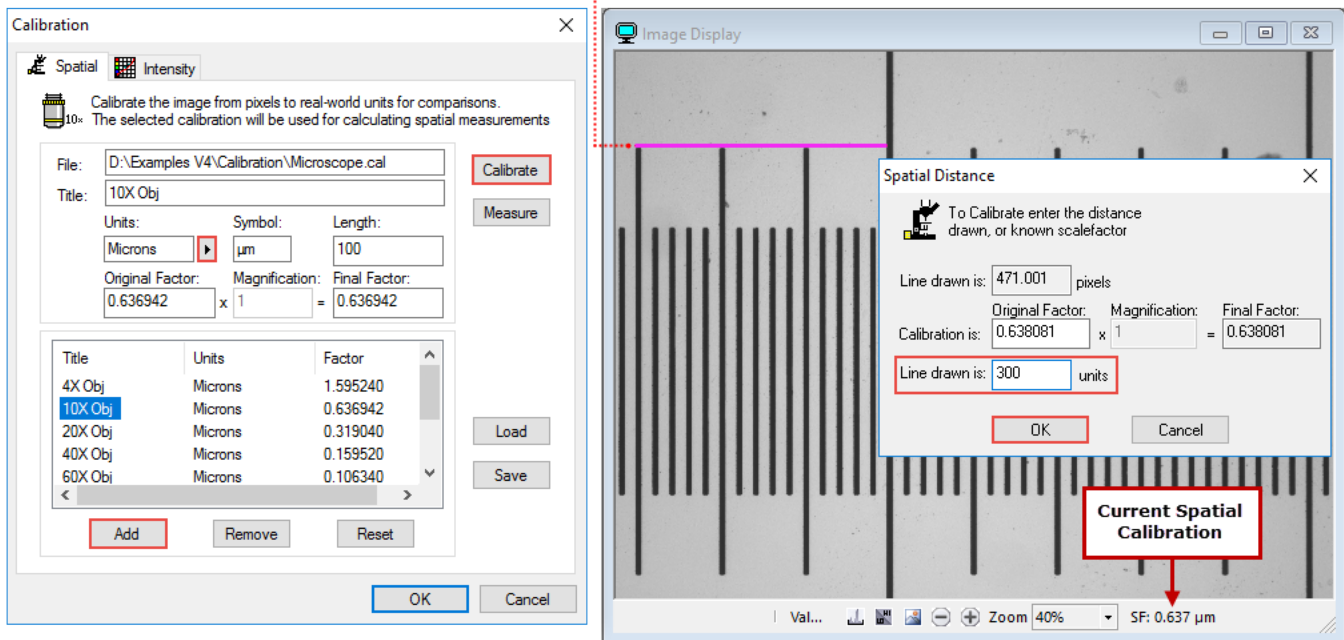 Calibration
Spatial
Intensity
Calibrate the image from pixels to real-world units for comparisons.
10x The selected calibration will be used for calculating spatial measurements
File: D:\Examples V4\Calibration\Microscope.cal
Calibrate
Title: 10X Obj
Units: Symbol: Length:
Measure
Microns µm 100
Original Factor: Magnification: Final Factor:
0.636942 x 1 = 0.636942
Title Units Factor
4X Obj Microns 1.595240
10X Obj Microns 0.636942
20X Obj Microns 0.319040
40X Obj Microns 0.159520
60X Obj Microns 0.106340
Load
Save
Add Remove Reset
OK Cancel
Image Display
Spatial Distance
To Calibrate enter the distance
drawn, or known scalefactor
Line drawn is: 471.001 pixels
Original Factor: Magnification: Final Factor:
Calibration is: 0.638081 x 1 = 0.638081
Line drawn is: 300 units
OK Cancel
Current Spatial
Calibration
Val... Zoom 40% SF: 0.637 µm